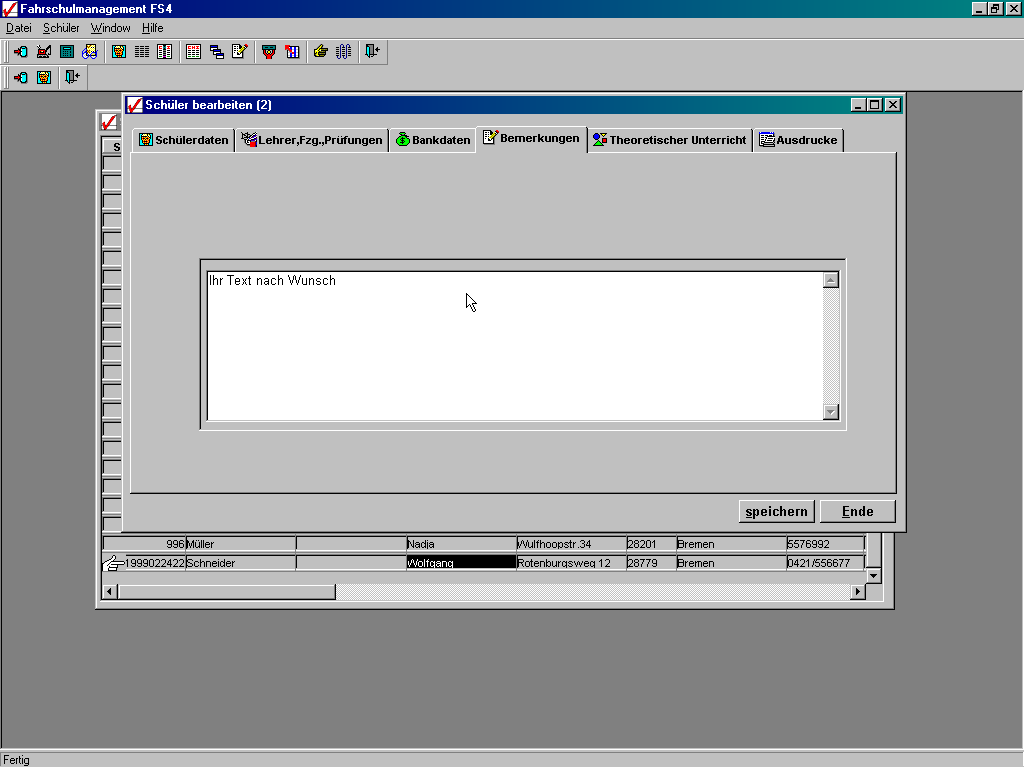 Fahrschulmanagement FS4
Datei Schüler Window Hilfe
Schüler bearbeiten (2)
Schülerdaten Lehrer,Fzg.,Prüfungen Bankdaten Bemerkungen Theoretischer Unterricht Ausdrucke
S
Ihr Text nach Wunsch
speichern Ende
996 Müller Nadja Wulfhoopstr.34 28201 Bremen 5576992
1999022422 Schneider Wolfgang Rotenburgsweg 12 28779 Bremen 0421/556677
Fertig